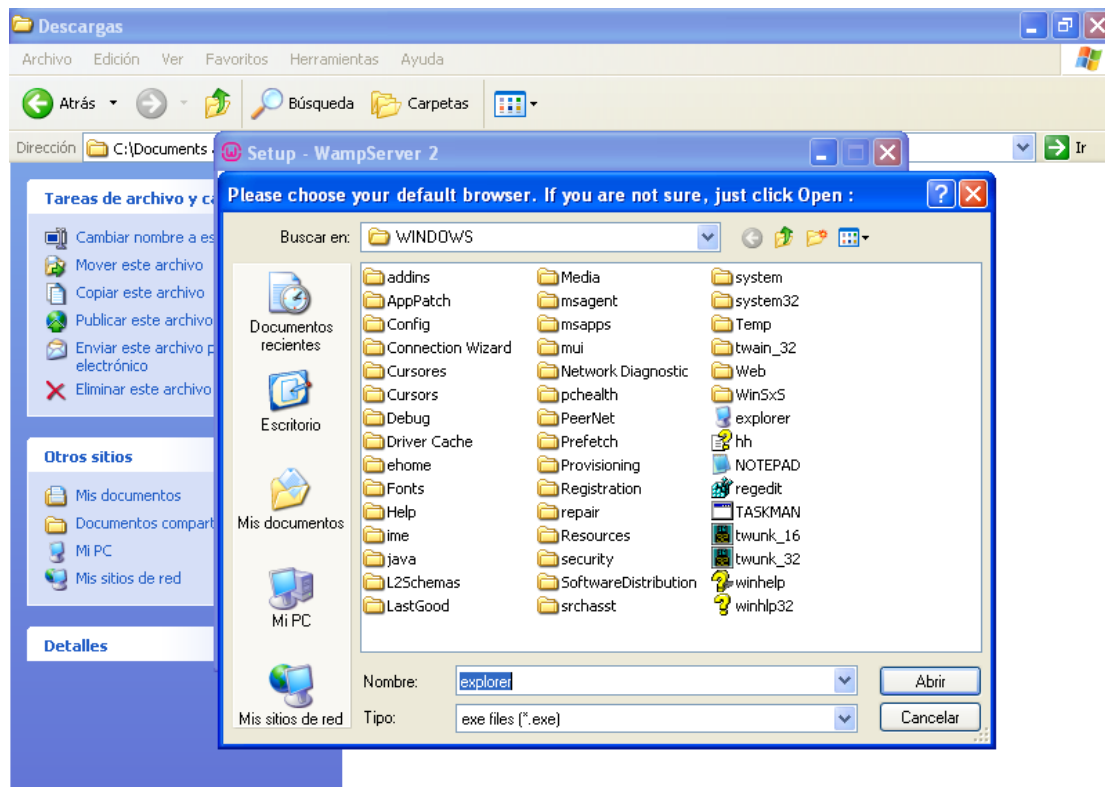 Descargas
Archivo Edición Ver Favoritos Herramientas Ayuda
Atrás Búsqueda Carpetas
Dirección C:\Documents Ir
Setup - WampServer 2
Please choose your default browser. If you are not sure, just click Open :
Buscar en: WINDOWS
Tareas de archivo y
Cambiar nombre a es
Mover este archivo
Copiar este archivo
Publicar este archivo
Enviar este archivo p
electrónico
Eliminar este archivo
Otros sitios
Mis documentos
Documentos compart
Mi PC
Mis sitios de red
Detalles
Documentos
recientes
Escritorio
Mis documentos
Mi PC
Mis sitios de red
addins
AppPatch
Config
Connection Wizard
Cursores
Cursors
Debug
Driver Cache
ehome
Fonts
Help
ime
java
L2Schemas
LastGood
Media
msagent
msapps
mui
Network Diagnostic
pchealth
PeerNet
Prefetch
Provisioning
Registration
repair
Resources
security
SoftwareDistribution
srchasst
system
system32
Temp
twain_32
Web
WinSxS
explorer
hh
NOTEPAD
regedit
TASKMAN
twunk_16
twunk_32
winhelp
winhlp32
Nombre: explorer Abrir
Tipo: exe files (*.exe) Cancelar